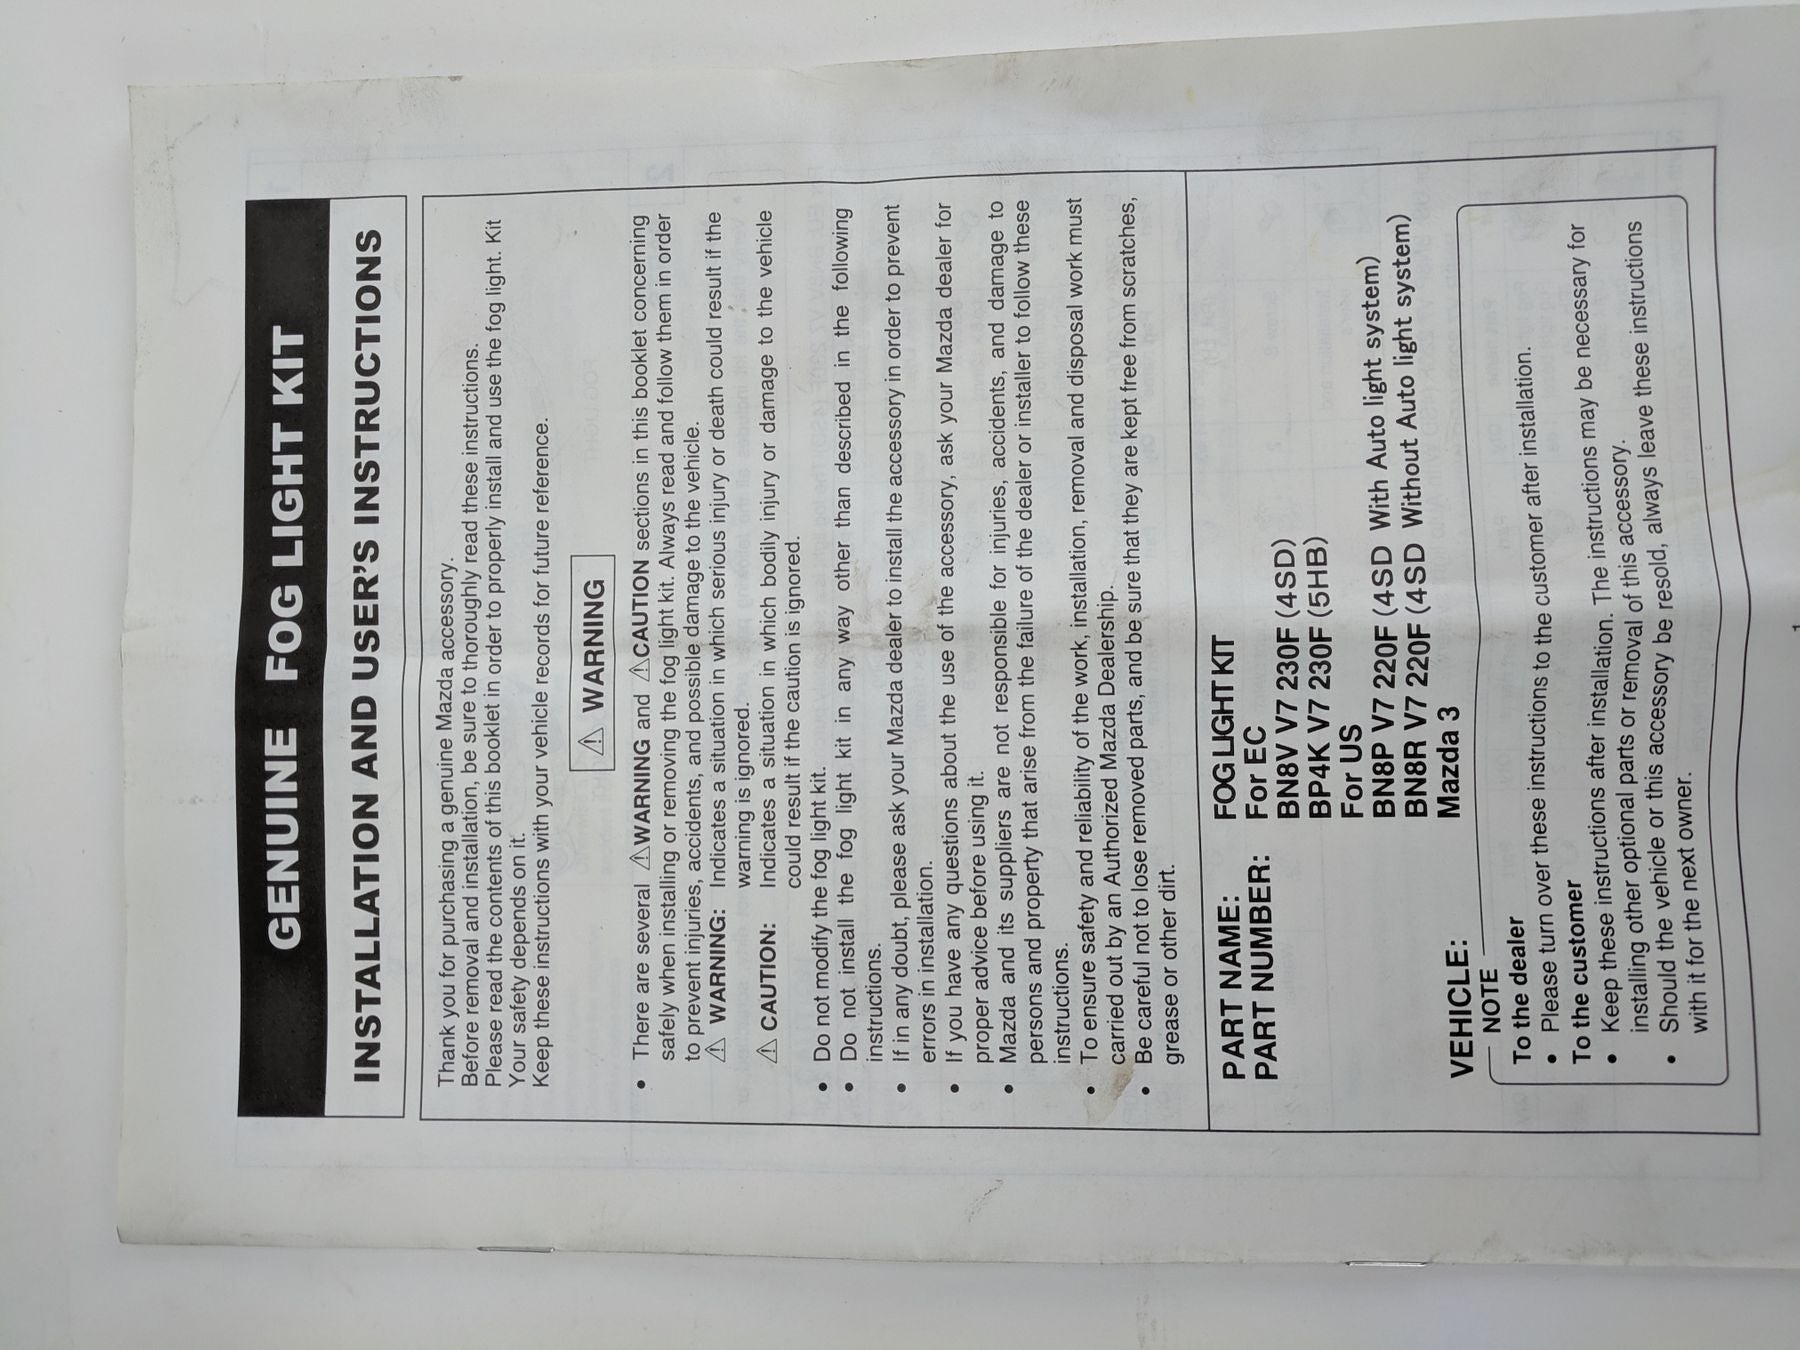 GENUINE FOG LIGHT KIT
INSTALLATION AND USER'S INSTRUCTIONS
Thank you for purchasing a genuine Mazda accessory.
Before removal and installation, be sure to thoroughly read these instructions.
Please read the contents of this booklet in order to properly install and use the fog light. Kit
Your safety depends on it.
Keep these instructions with your vehicle records for future reference.
⚠ WARNING
• There are several ⚠WARNING and ⚠CAUTION sections in this booklet concerning
safely when installing or removing the fog light kit. Always read and follow them in order
to prevent injuries, accidents, and possible damage to the vehicle.
⚠ WARNING: Indicates a situation in which serious injury or death could result if the
warning is ignored.
⚠ CAUTION: Indicates a situation in which bodily injury or damage to the vehicle
could result if the caution is ignored.
• Do not modify the fog light kit.
• Do not install the fog light kit in any way other than described in the following
instructions.
• If in any doubt, please ask your Mazda dealer to install the accessory in order to prevent
errors in installation.
• If you have any questions about the use of the accessory, ask your Mazda dealer for
proper advice before using it.
• Mazda and its suppliers are not responsible for injuries, accidents, and damage to
persons and property that arise from the failure of the dealer or installer to follow these
instructions.
• To ensure safety and reliability of the work, installation, removal and disposal work must
carried out by an Authorized Mazda Dealership.
• Be careful not to lose removed parts, and be sure that they are kept free from scratches,
grease or other dirt.
PART NAME: FOG LIGHT KIT
PART NUMBER: For EC
BN8V V7 230F (4SD)
BP4K V7 230F (5HB)
For US
BN8P V7 220F (4SD With Auto light system)
BN8R V7 220F (4SD Without Auto light system)
VEHICLE: Mazda 3
NOTE
To the dealer
• Please turn over these instructions to the customer after installation.
To the customer
• Keep these instructions after installation. The instructions may be necessary for
installing other optional parts or removal of this accessory.
• Should the vehicle or this accessory be resold, always leave these instructions
with it for the next owner.
1